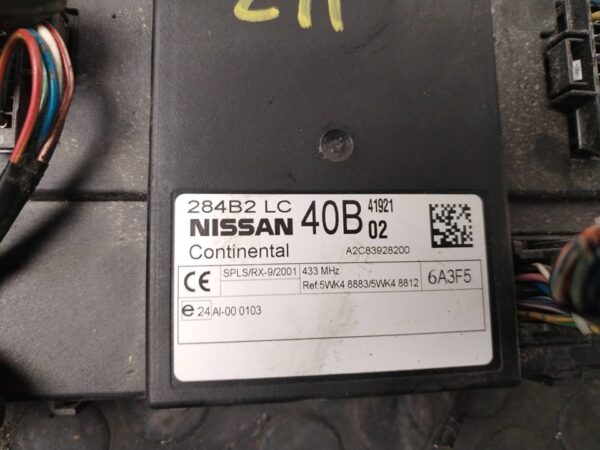 284B2 LC
NISSAN 40B 41921
02
Continental A2C83928200
CE SPLS/RX-9/2001 433 MHz
Ref:5WK4 8883/5WK4 8812 6A3F5
e 24 AI-00 0103